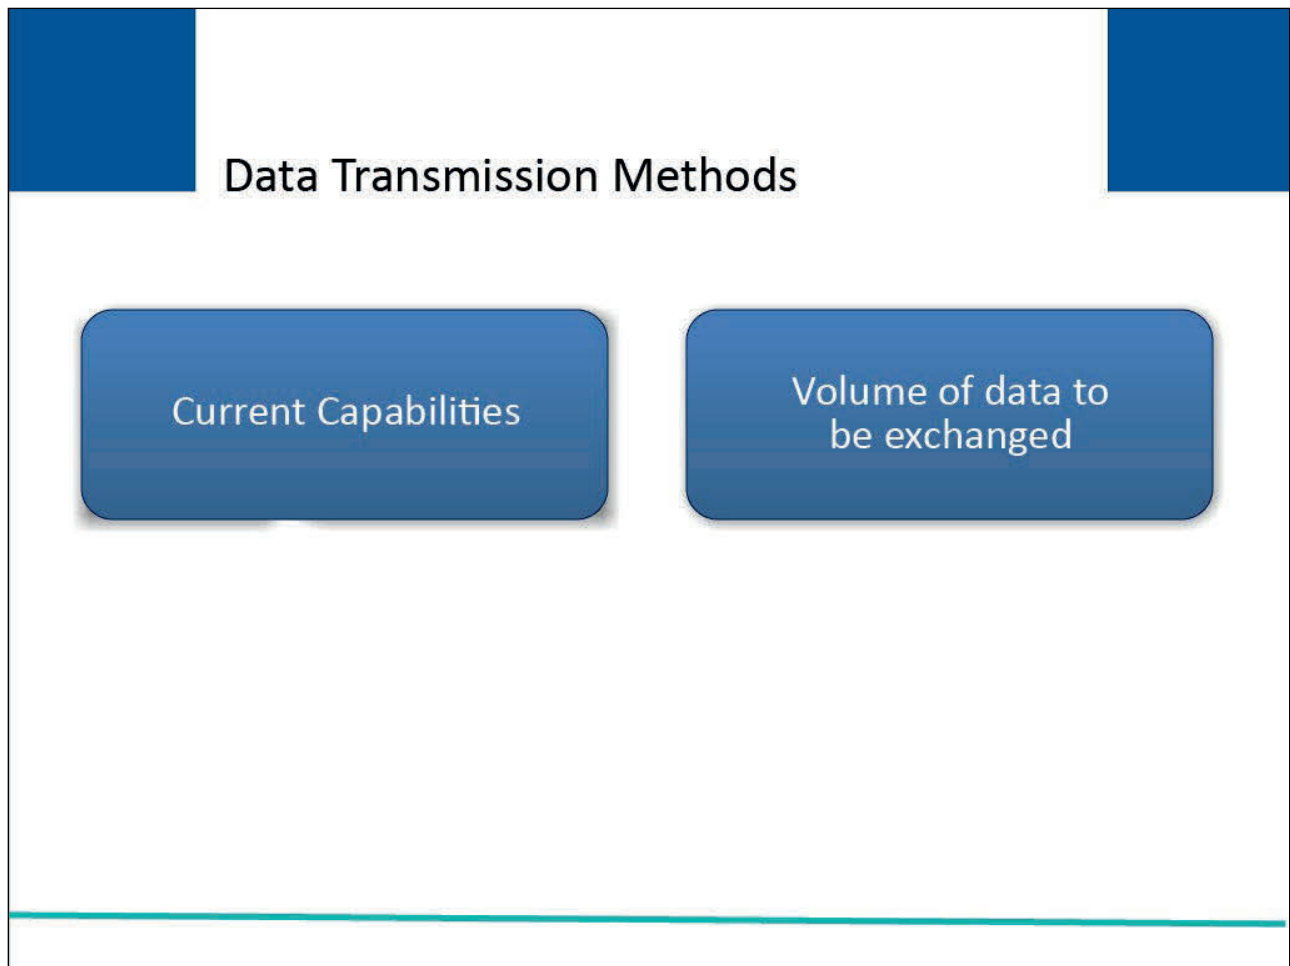 Data Transmission Methods
Current Capabilities
Volume of data to
be exchanged